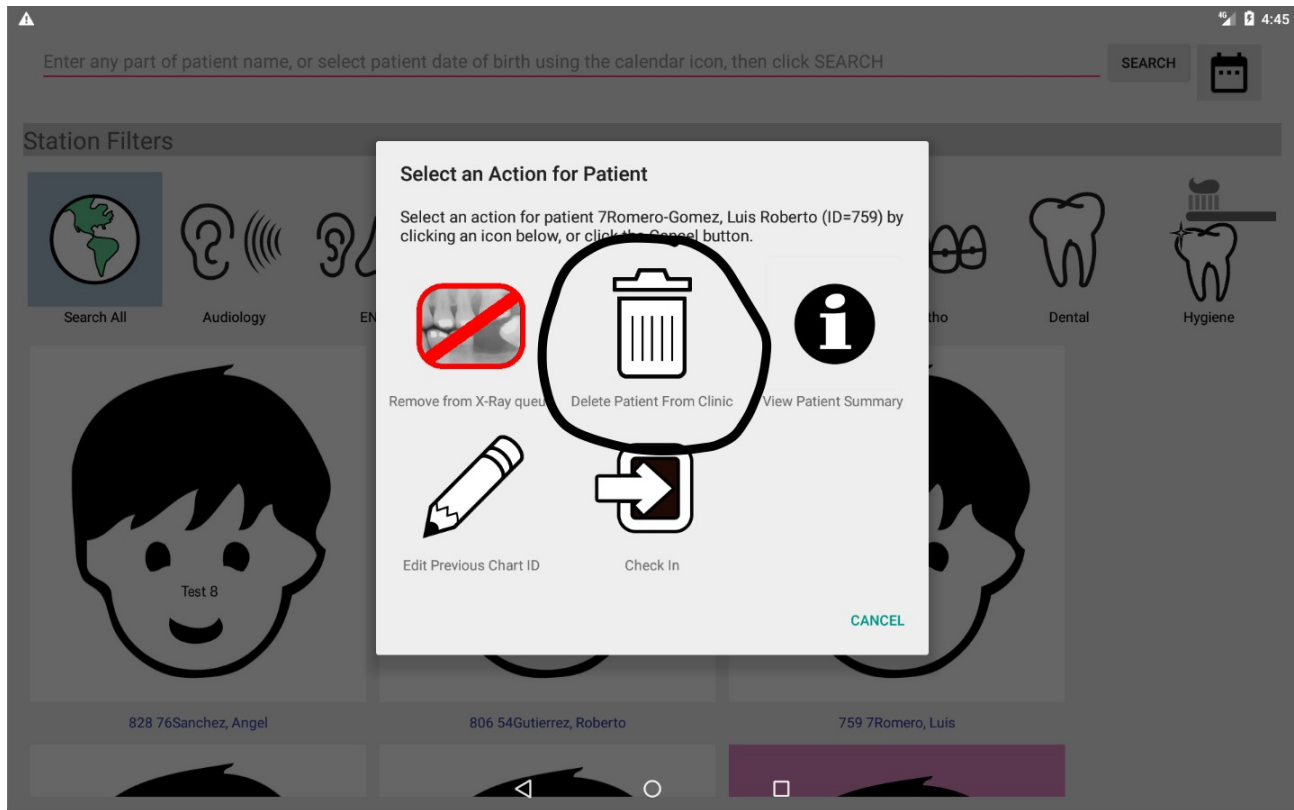 4G 4:45
Enter any part of patient name, or select patient date of birth using the calendar icon, then click SEARCH
SEARCH
Station Filters
Select an Action for Patient
Select an action for patient 7Romero-Gomez, Luis Roberto (ID=759) by
clicking an icon below, or click the Cancel button.
Search All
Audiology
EN
tho
Dental
Hygiene
Remove from X-Ray queu
Delete Patient From Clinic
View Patient Summary
Edit Previous Chart ID
Check In
Test 8
CANCEL
828 76Sanchez, Angel
806 54Gutierrez, Roberto
759 7Romero, Luis